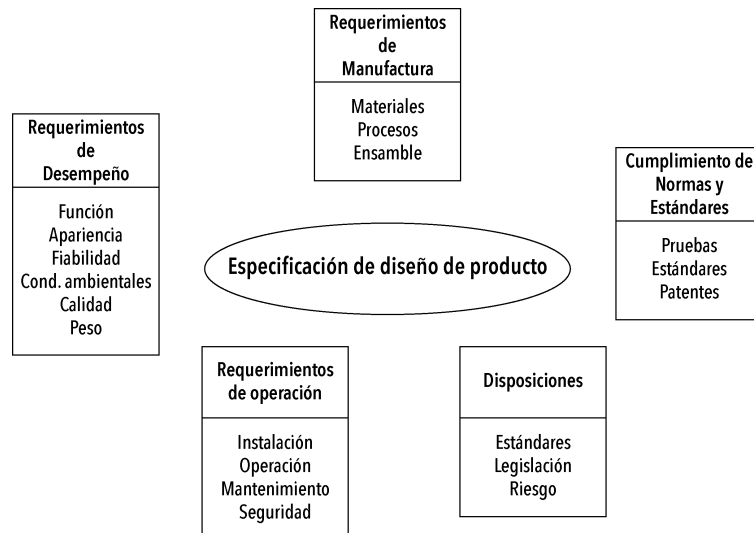 Requerimientos
de
Manufactura
Materiales
Procesos
Ensamble
Requerimientos
de
Desempeño
Función
Apariencia
Fiabilidad
Cond. ambientales
Calidad
Peso
Cumplimiento de
Normas y
Estándares
Pruebas
Estándares
Patentes
Especificación de diseño de producto
Requerimientos
de operación
Instalación
Operación
Mantenimiento
Seguridad
Disposiciones
Estándares
Legislación
Riesgo